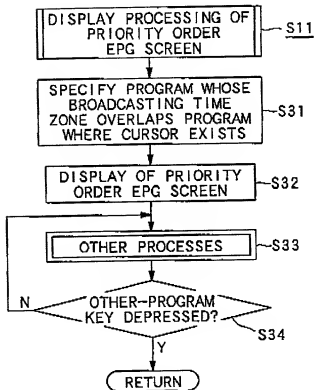 DISPLAY PROCESSING OF
PRIORITY ORDER
EPG SCREEN
S11
SPECIFY PROGRAM WHOSE
BROADCASTING TIME
ZONE OVERLAPS PROGRAM
WHERE CURSOR EXISTS
S31
DISPLAY OF PRIORITY
ORDER EPG SCREEN
S32
OTHER PROCESSES
S33
N
OTHER-PROGRAM
KEY DEPRESSED?
S34
Y
RETURN